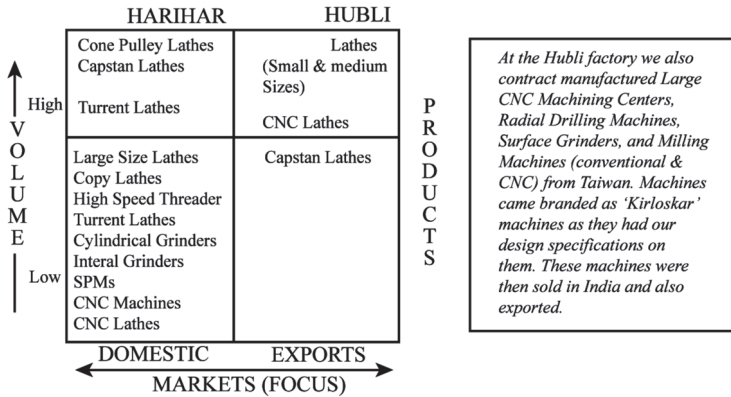 HARIHAR
HUBLI
Cone Pulley Lathes
Capstan Lathes
Turrent Lathes
Lathes
(Small & medium
Sizes)
CNC Lathes
High
Large Size Lathes
Copy Lathes
High Speed Threader
Turrent Lathes
Cylindrical Grinders
Interal Grinders
SPMs
CNC Machines
CNC Lathes
Capstan Lathes
Low
VOLUME
PRODUCTS
DOMESTIC
EXPORTS
MARKETS (FOCUS)
At the Hubli factory we also
contract manufactured Large
CNC Machining Centers,
Radial Drilling Machines,
Surface Grinders, and Milling
Machines (conventional &
CNC) from Taiwan. Machines
came branded as ‘Kirloskar’
machines as they had our
design specifications on
them. These machines were
then sold in India and also
exported.